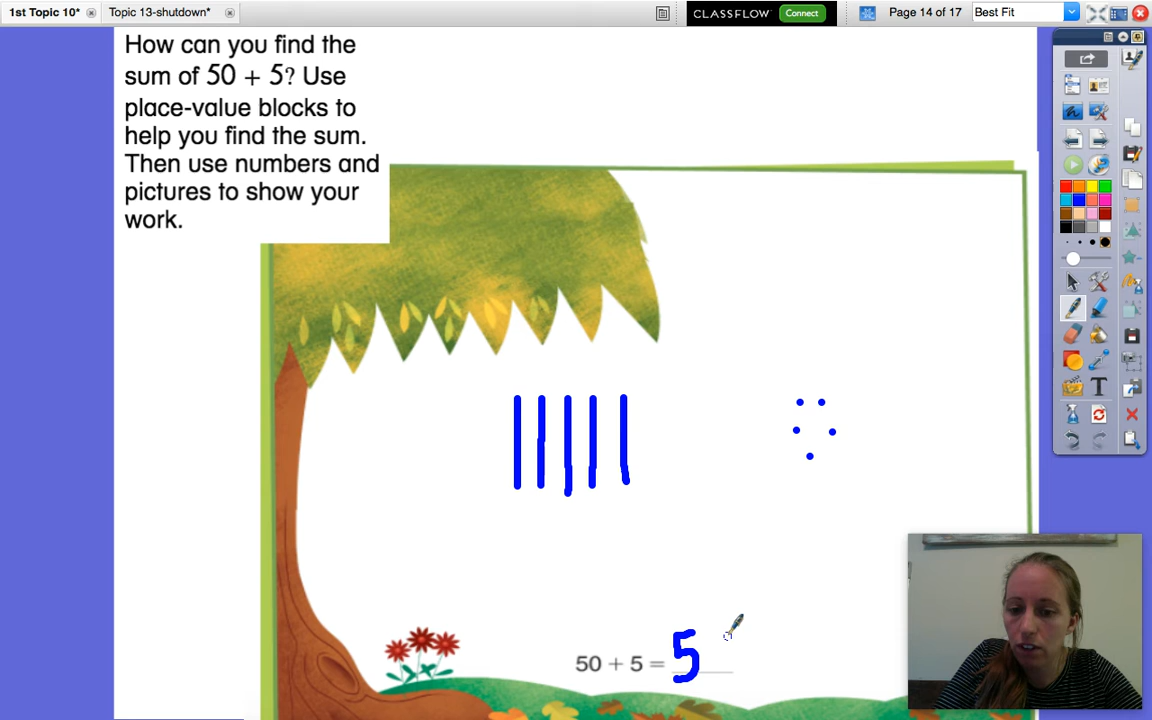 1st Topic 10*
Topic 13-shutdown*
CLASSFLOW Connect
Page 14 of 17
Best Fit
How can you find the
sum of 50 + 5? Use
place-value blocks to
help you find the sum.
Then use numbers and
pictures to show your
work.
50 + 5 = 5